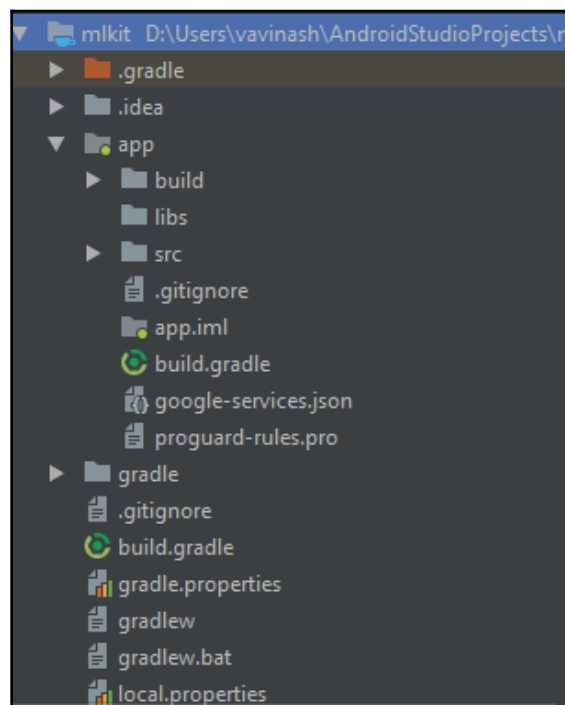 mlkit D:\Users\vavinash\AndroidStudioProjects\
.gradle
.idea
app
build
libs
src
.gitignore
app.iml
build.gradle
google-services.json
proguard-rules.pro
gradle
.gitignore
build.gradle
gradle.properties
gradlew
gradlew.bat
local.properties